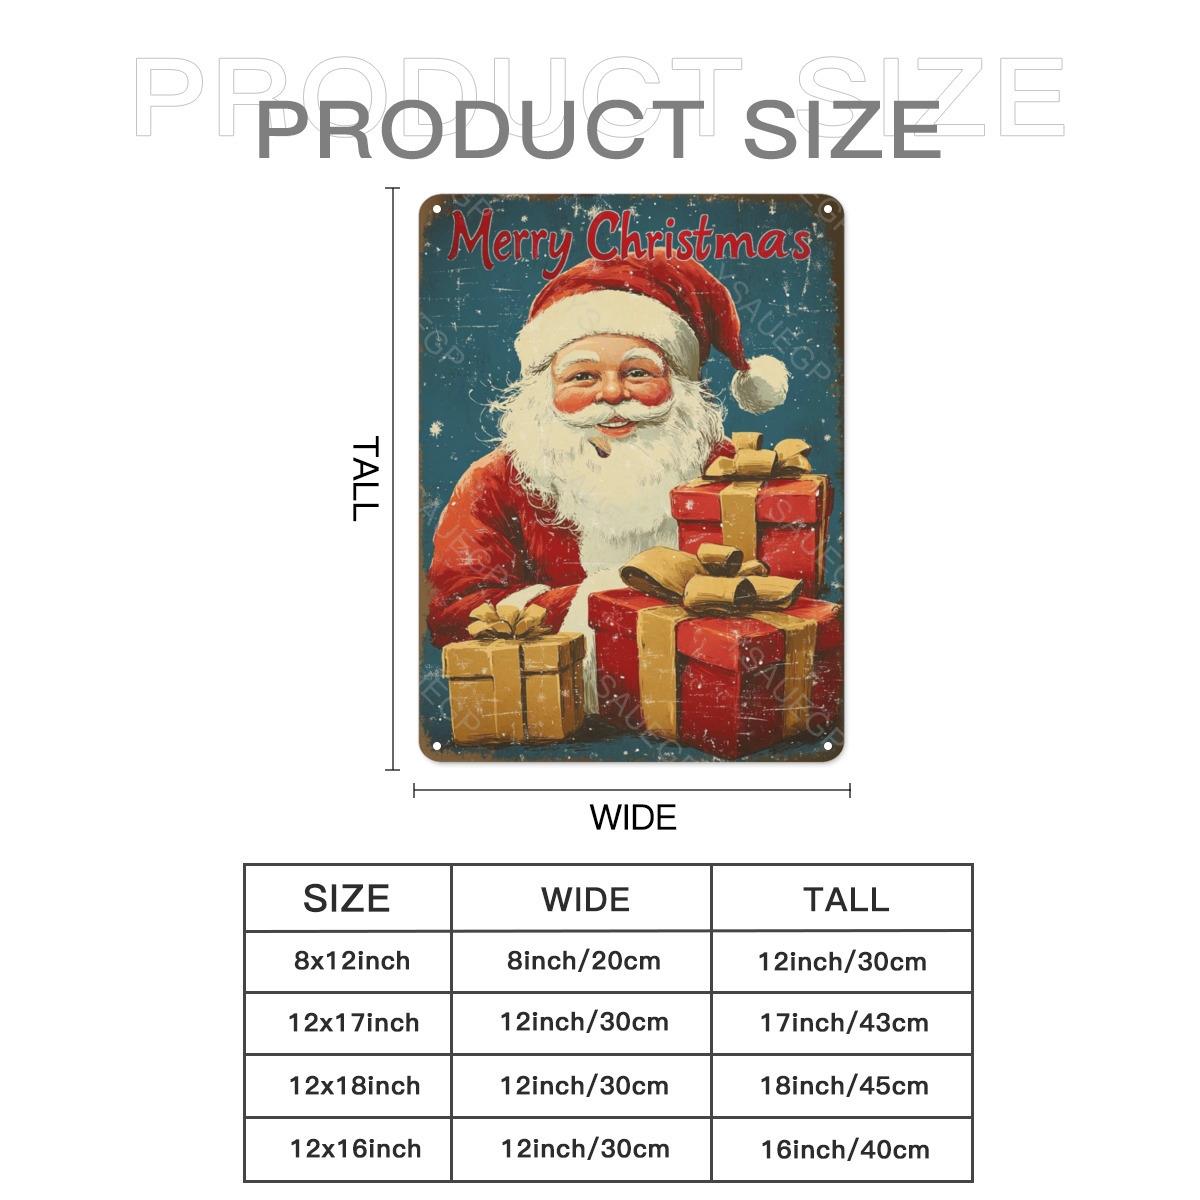 PRODUCT SIZE
PRODUCT SIZE
Merry Christmas
TALL
WIDE
SIZE WIDE TALL
8x12inch 8inch/20cm 12inch/30cm
12x17inch 12inch/30cm 17inch/43cm
12x18inch 12inch/30cm 18inch/45cm
12x16inch 12inch/30cm 16inch/40cm